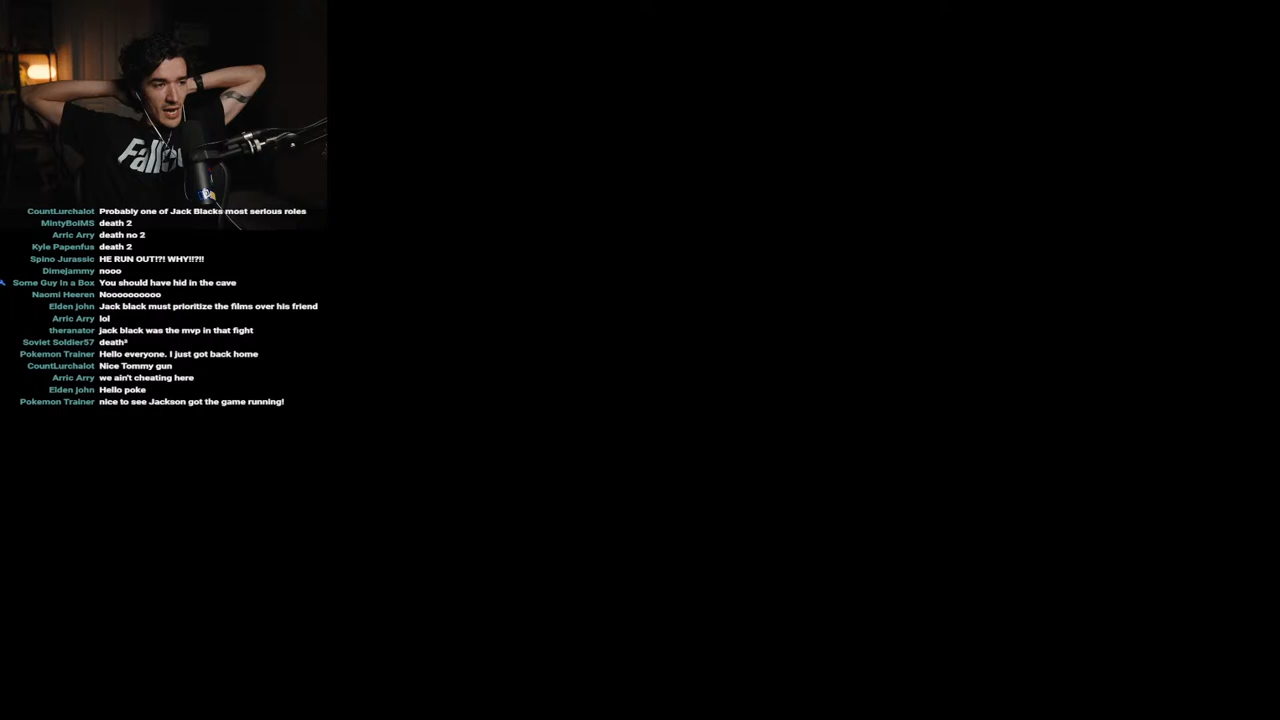 Fallout
CountLurchalot Probably one of Jack Blacks most serious roles
MintyBoiMS death 2
Arric Arry death no 2
Kyle Papenfus death 2
Spino Jurassic HE RUN OUT!?! WHY!!?!!
Dimejammy nooo
Some Guy In a Box You should have hid in the cave
Naomi Heeren Noooooooooo
Elden john Jack black must prioritize the films over his friend
Arric Arry lol
theranator jack black was the mvp in that fight
Soviet Soldier57 death²
Pokemon Trainer Hello everyone. I just got back home
CountLurchalot Nice Tommy gun
Arric Arry we ain't cheating here
Elden john Hello poke
Pokemon Trainer nice to see Jackson got the game running!